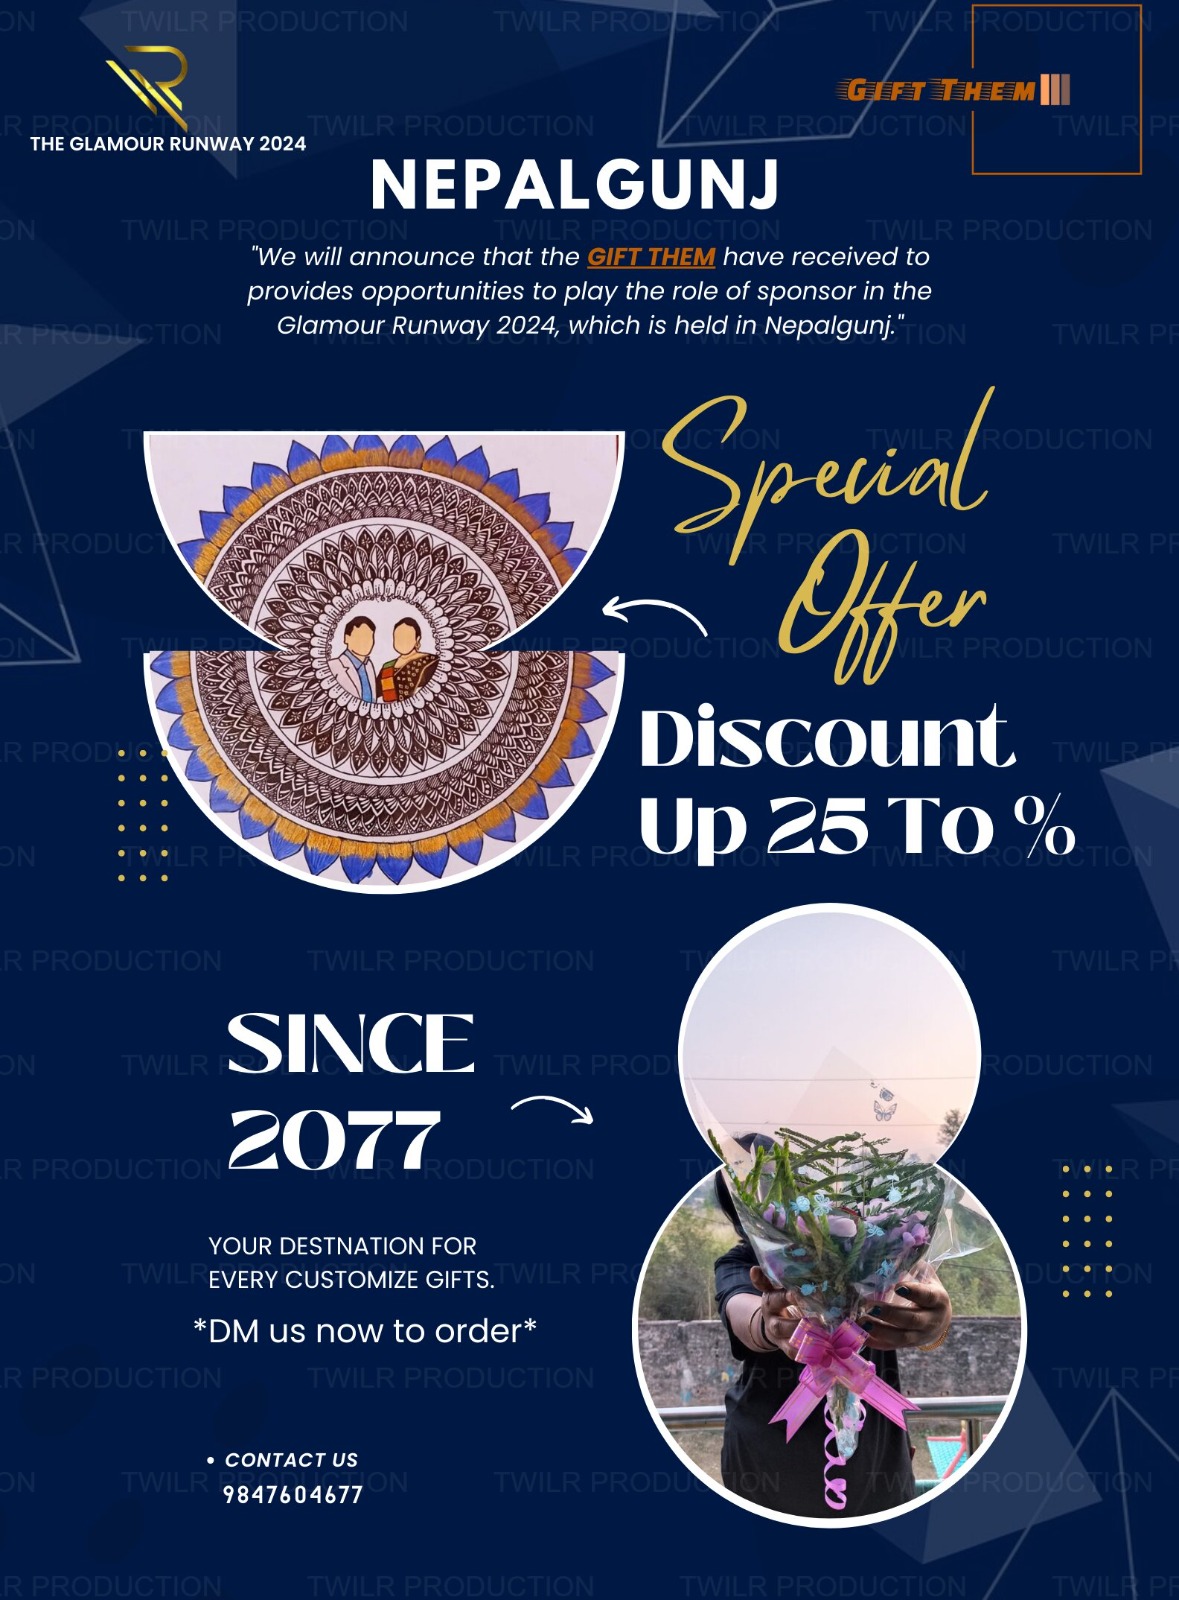 THE GLAMOUR RUNWAY 2024
GIFT THEM
NEPALGUNJ
"We will announce that the GIFT THEM have received to
provides opportunities to play the role of sponsor in the
Glamour Runway 2024, which is held in Nepalgunj."
Special
Offer
Discount
Up 25 To %
SINCE
2077
YOUR DESTNATION FOR
EVERY CUSTOMIZE GIFTS.
*DM us now to order*
• CONTACT US
9847604677
TWILR PRODUCTION